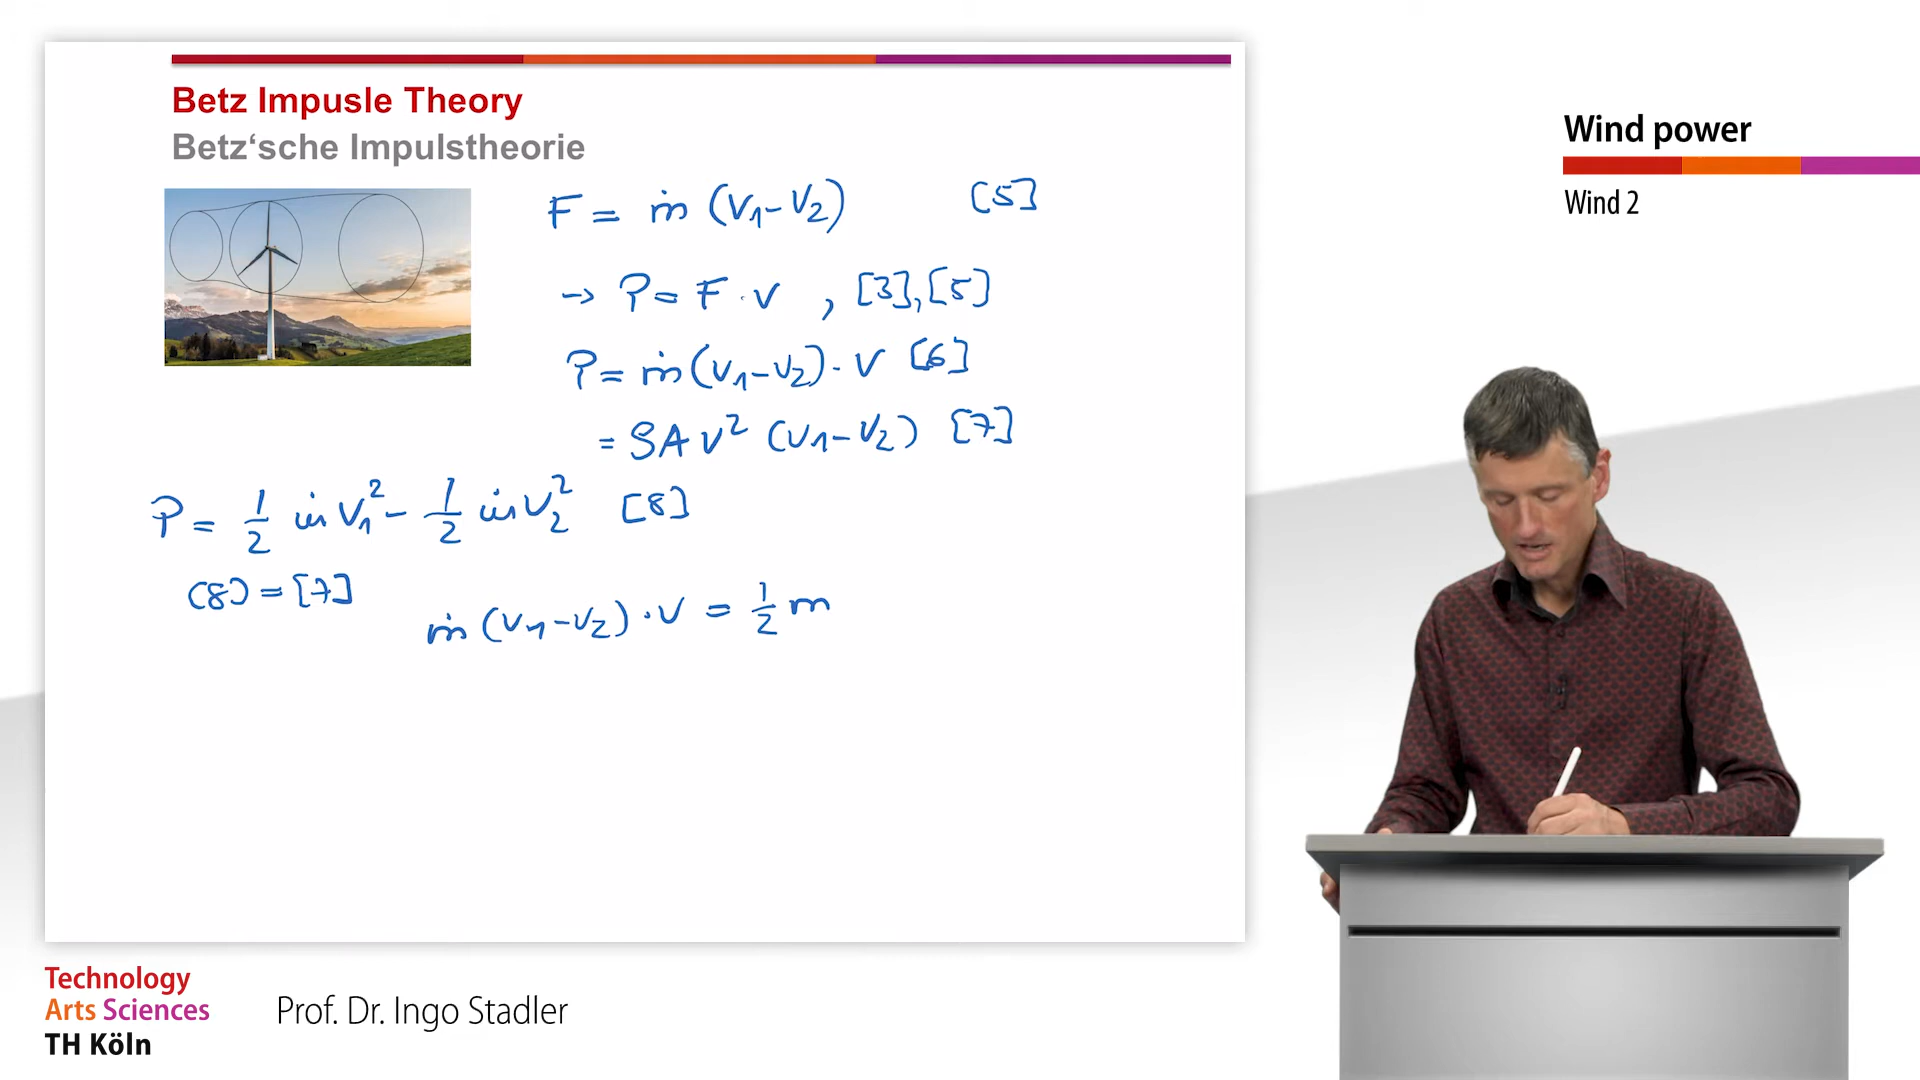 Betz Impusle Theory
Betz‘sche Impulstheorie
F = ṁ (V₁-V₂) [5]
→ P = F · V , [3],[5]
P = ṁ (V₁-V₂) · V [6]
= ρ A V² (V₁-V₂) [7]
P = 1/2 ṁ V₁² - 1/2 ṁ V₂² [8]
(8) = [7]
ṁ (V₁-V₂) · V = 1/2 m
Wind power
Wind 2
Technology
Arts Sciences
TH Köln
Prof. Dr. Ingo Stadler